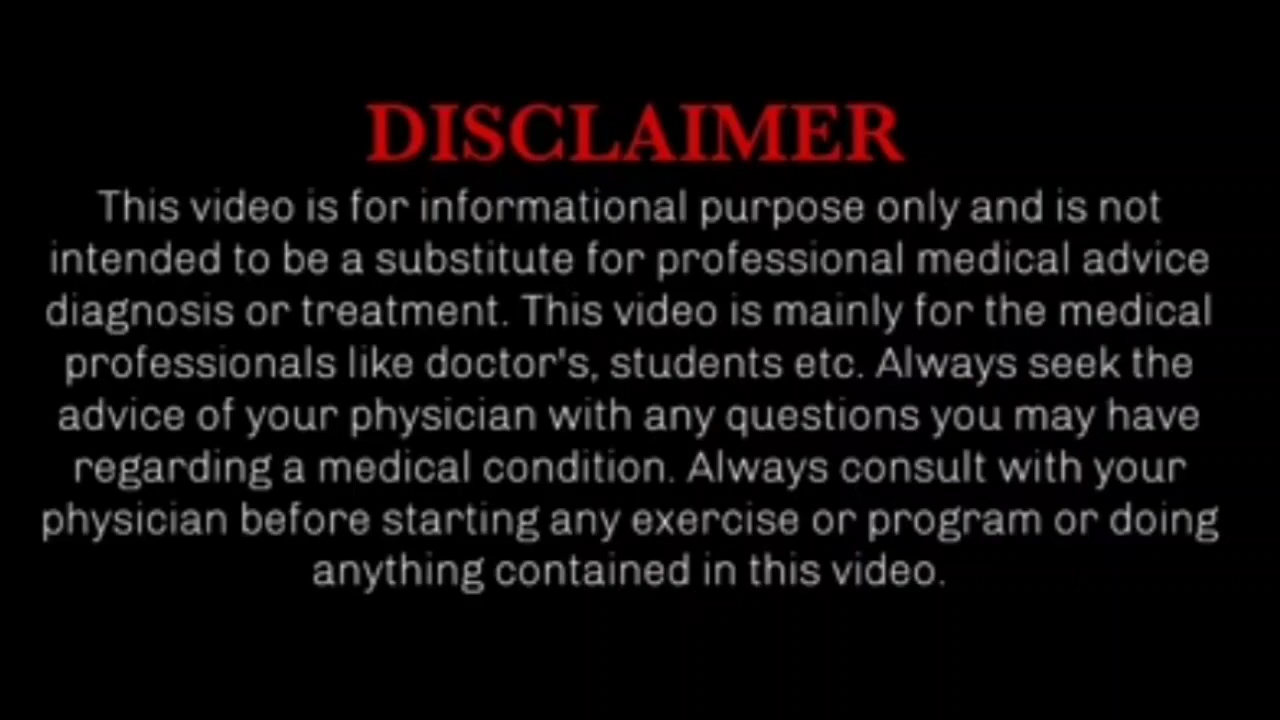 DISCLAIMER
This video is for informational purpose only and is not
intended to be a substitute for professional medical advice
diagnosis or treatment. This video is mainly for the medical
professionals like doctor's, students etc. Always seek the
advice of your physician with any questions you may have
regarding a medical condition. Always consult with your
physician before starting any exercise or program or doing
anything contained in this video.